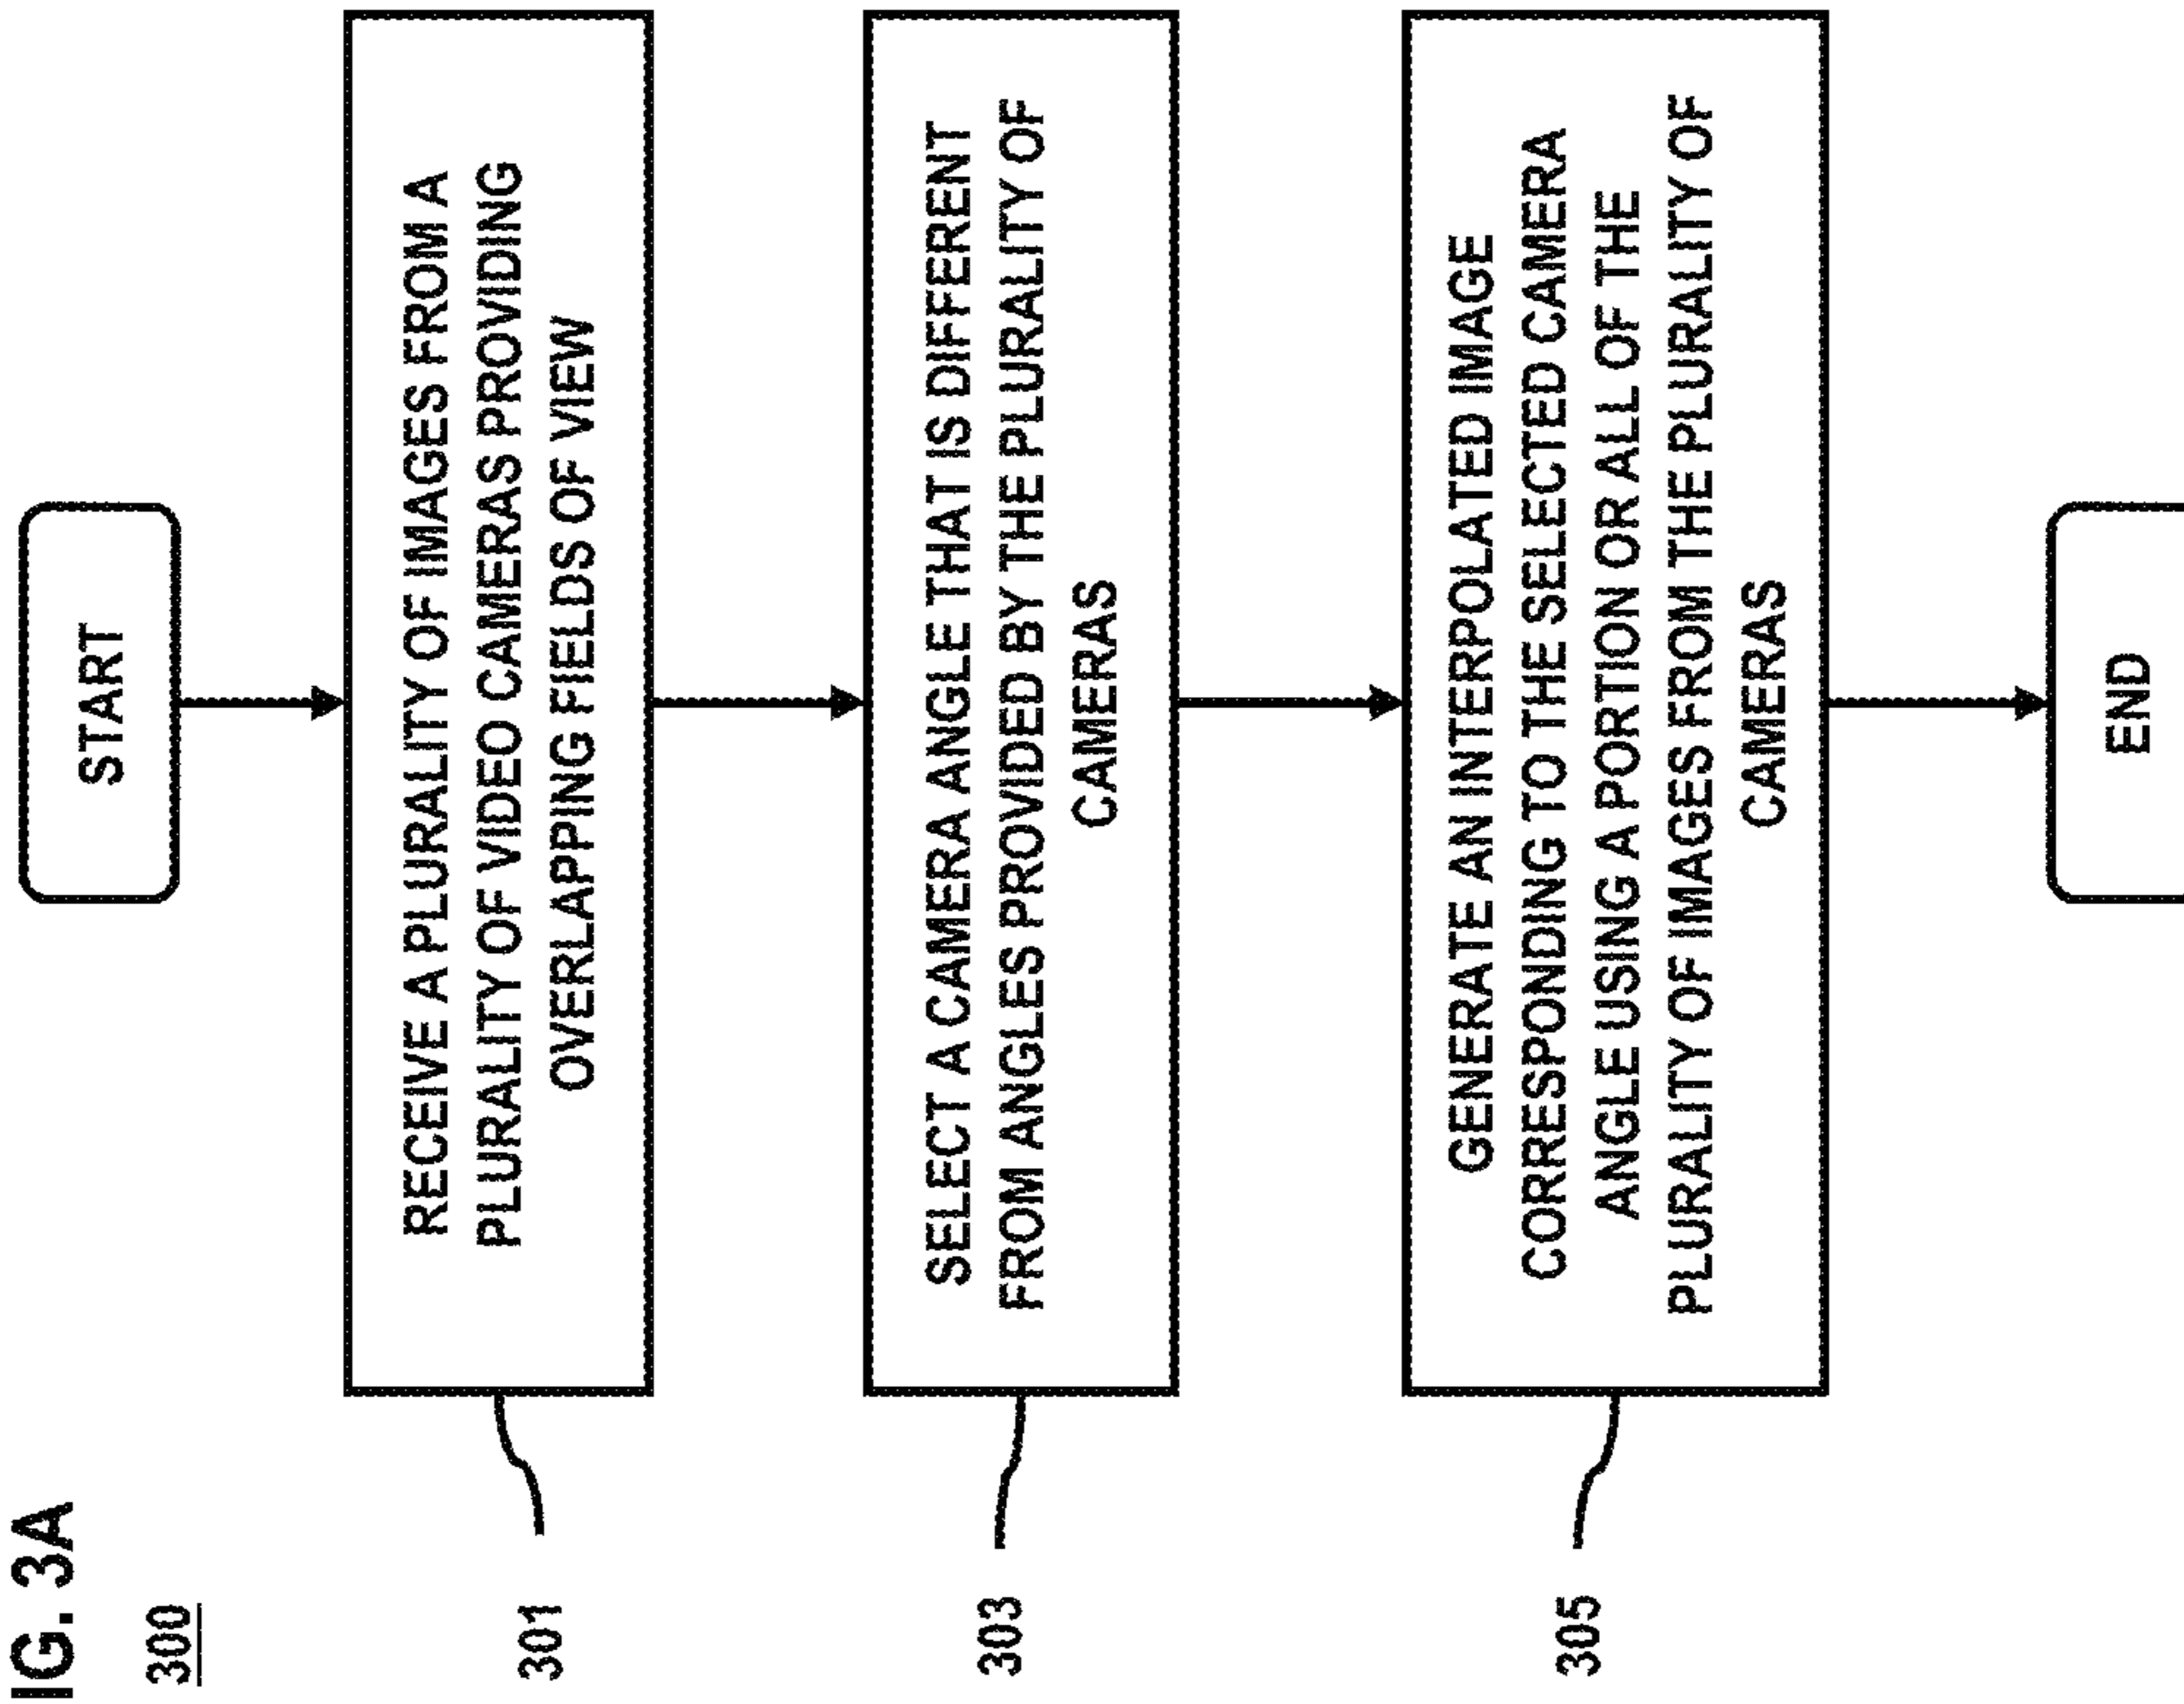 IG. 3A
300
START
RECEIVE A PLURALITY OF IMAGES FROM A
PLURALITY OF VIDEO CAMERAS PROVIDING
OVERLAPPING FIELDS OF VIEW
301
SELECT A CAMERA ANGLE THAT IS DIFFERENT
FROM ANGLES PROVIDED BY THE PLURALITY OF
CAMERAS
303
GENERATE AN INTERPOLATED IMAGE
CORRESPONDING TO THE SELECTED CAMERA
ANGLE USING A PORTION OR ALL OF THE
PLURALITY OF IMAGES FROM THE PLURALITY OF
CAMERAS
305
END